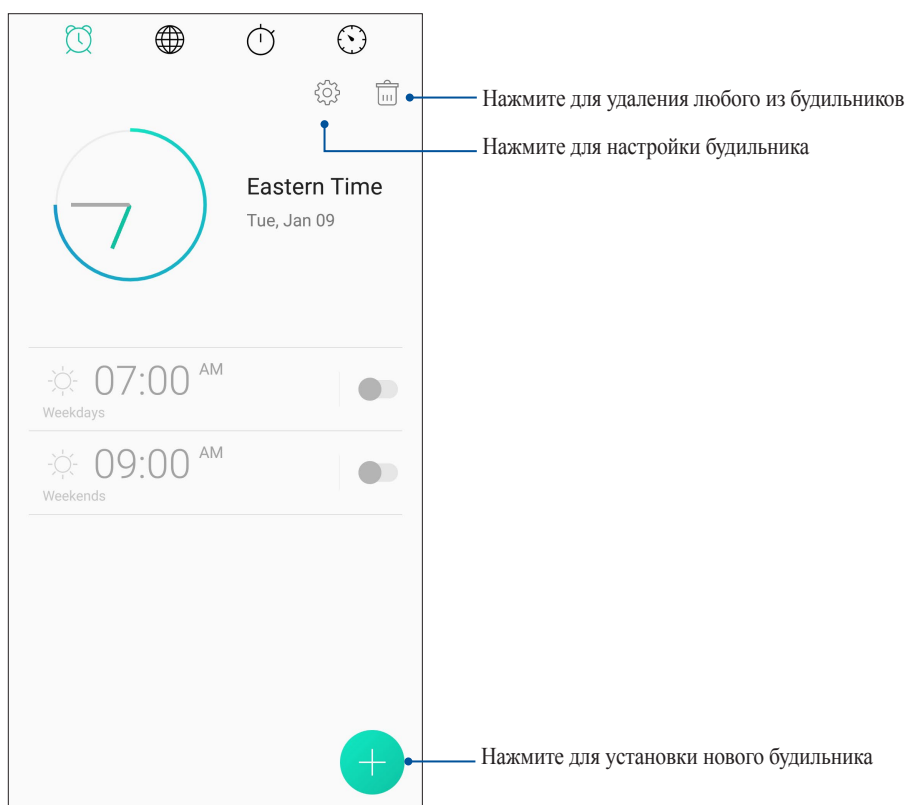 Нажмите для удаления любого из будильников
Нажмите для настройки будильника
Eastern Time
Tue, Jan 09
07:00 AM
Weekdays
09:00 AM
Weekends
Нажмите для установки нового будильника